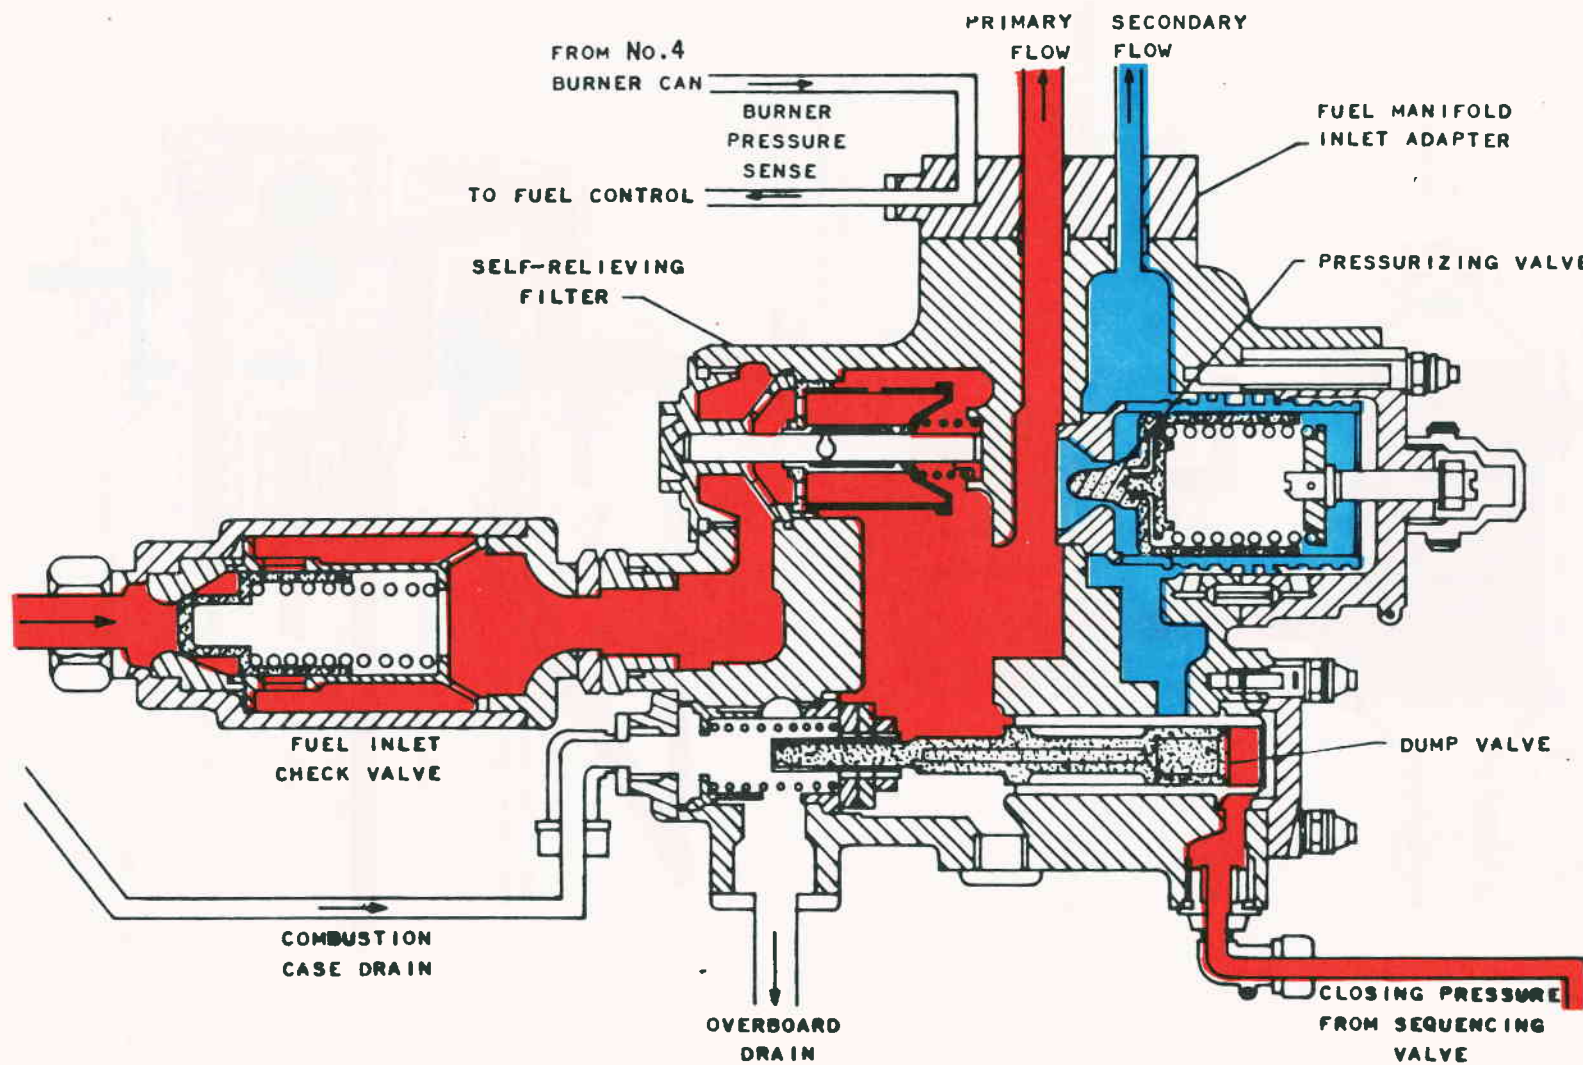 PRIMARY
FLOW
SECONDARY
FLOW
FROM No.4
BURNER CAN
BURNER
PRESSURE
SENSE
TO FUEL CONTROL
FUEL MANIFOLD
INLET ADAPTER
SELF-RELIEVING
FILTER
PRESSURIZING VALVE
FUEL INLET
CHECK VALVE
DUMP VALVE
COMBUSTION
CASE DRAIN
OVERBOARD
DRAIN
CLOSING PRESSURE
FROM SEQUENCING
VALVE